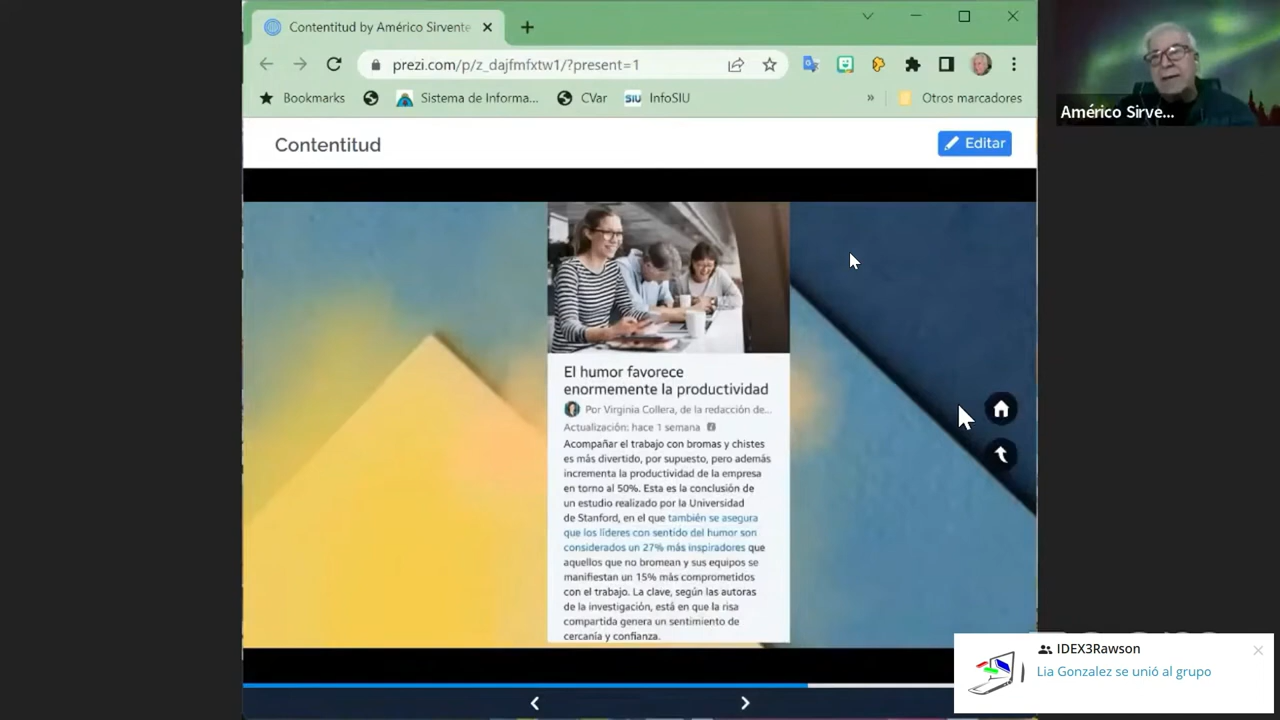 Contentitud by Américo Sirvente
prezi.com/p/z_dajfmfxtw1/?present=1
Bookmarks
Sistema de Informa...
CVar
SIU InfoSIU
»
Otros marcadores
Américo Sirve...
Contentitud
Editar
El humor favorece
enormemente la productividad
Por Virginia Collera, de la redacción de...
Actualización: hace 1 semana
Acompañar el trabajo con bromas y chistes
es más divertido, por supuesto, pero además
incrementa la productividad de la empresa
en torno al 50%. Esta es la conclusión de
un estudio realizado por la Universidad
de Stanford, en el que también se asegura
que los líderes con sentido del humor son
considerados un 27% más inspiradores que
aquellos que no bromean y sus equipos se
manifiestan un 15% más comprometidos
con el trabajo. La clave, según las autoras
de la investigación, está en que la risa
compartida genera un sentimiento de
cercanía y confianza.
IDEX3Rawson
Lia Gonzalez se unió al grupo